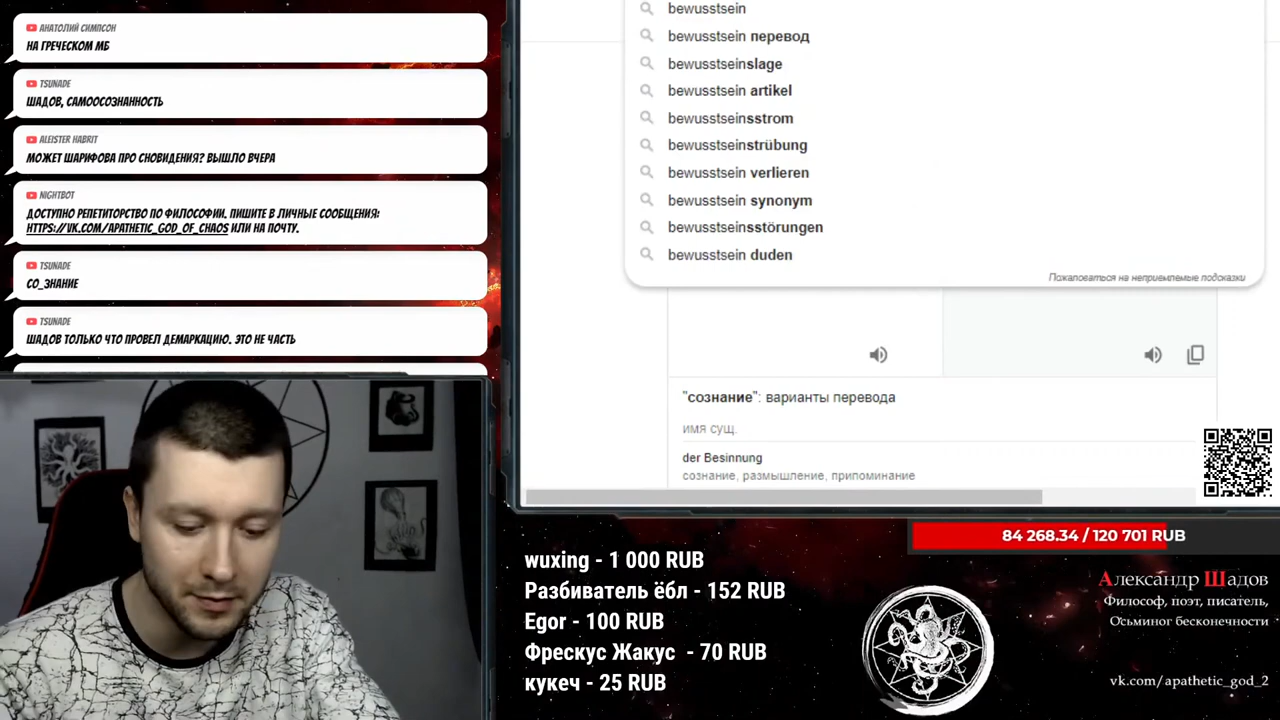 АНАТОЛИЙ СИМПСОН
НА ГРЕЧЕСКОМ МБ
TSUNADE
ШАДОВ, САМООСОЗНАННОСТЬ
ALEISTER HABRIT
МОЖЕТ ШАРИФОВА ПРО СНОВИДЕНИЯ? ВЫШЛО ВЧЕРА
NIGHTBOT
ДОСТУПНО РЕПЕТИТОРСТВО ПО ФИЛОСОФИИ. ПИШИТЕ В ЛИЧНЫЕ СООБЩЕНИЯ:
HTTPS://VK.COM/APATHETIC_GOD_OF_CHAOS ИЛИ НА ПОЧТУ.
TSUNADE
СО_ЗНАНИЕ
TSUNADE
ШАДОВ ТОЛЬКО ЧТО ПРОВЕЛ ДЕМАРКАЦИЮ. ЭТО НЕ ЧАСТЬ
bewusstsein
bewusstsein перевод
bewusstseinslage
bewusstsein artikel
bewusstseinsstrom
bewusstseinstrübung
bewusstsein verlieren
bewusstsein synonym
bewusstseinsstörungen
bewusstsein duden
Пожаловаться на неприемлемые подсказки
"сознание": варианты перевода
имя сущ.
der Besinnung
сознание, размышление, припоминание
84 268.34 / 120 701 RUB
wuxing - 1 000 RUB
Разбиватель ёбл - 152 RUB
Egor - 100 RUB
Фрескус Жакус - 70 RUB
кукеч - 25 RUB
Александр Шадов
Философ, поэт, писатель,
Осьминог бесконечности
vk.com/apathetic_god_2